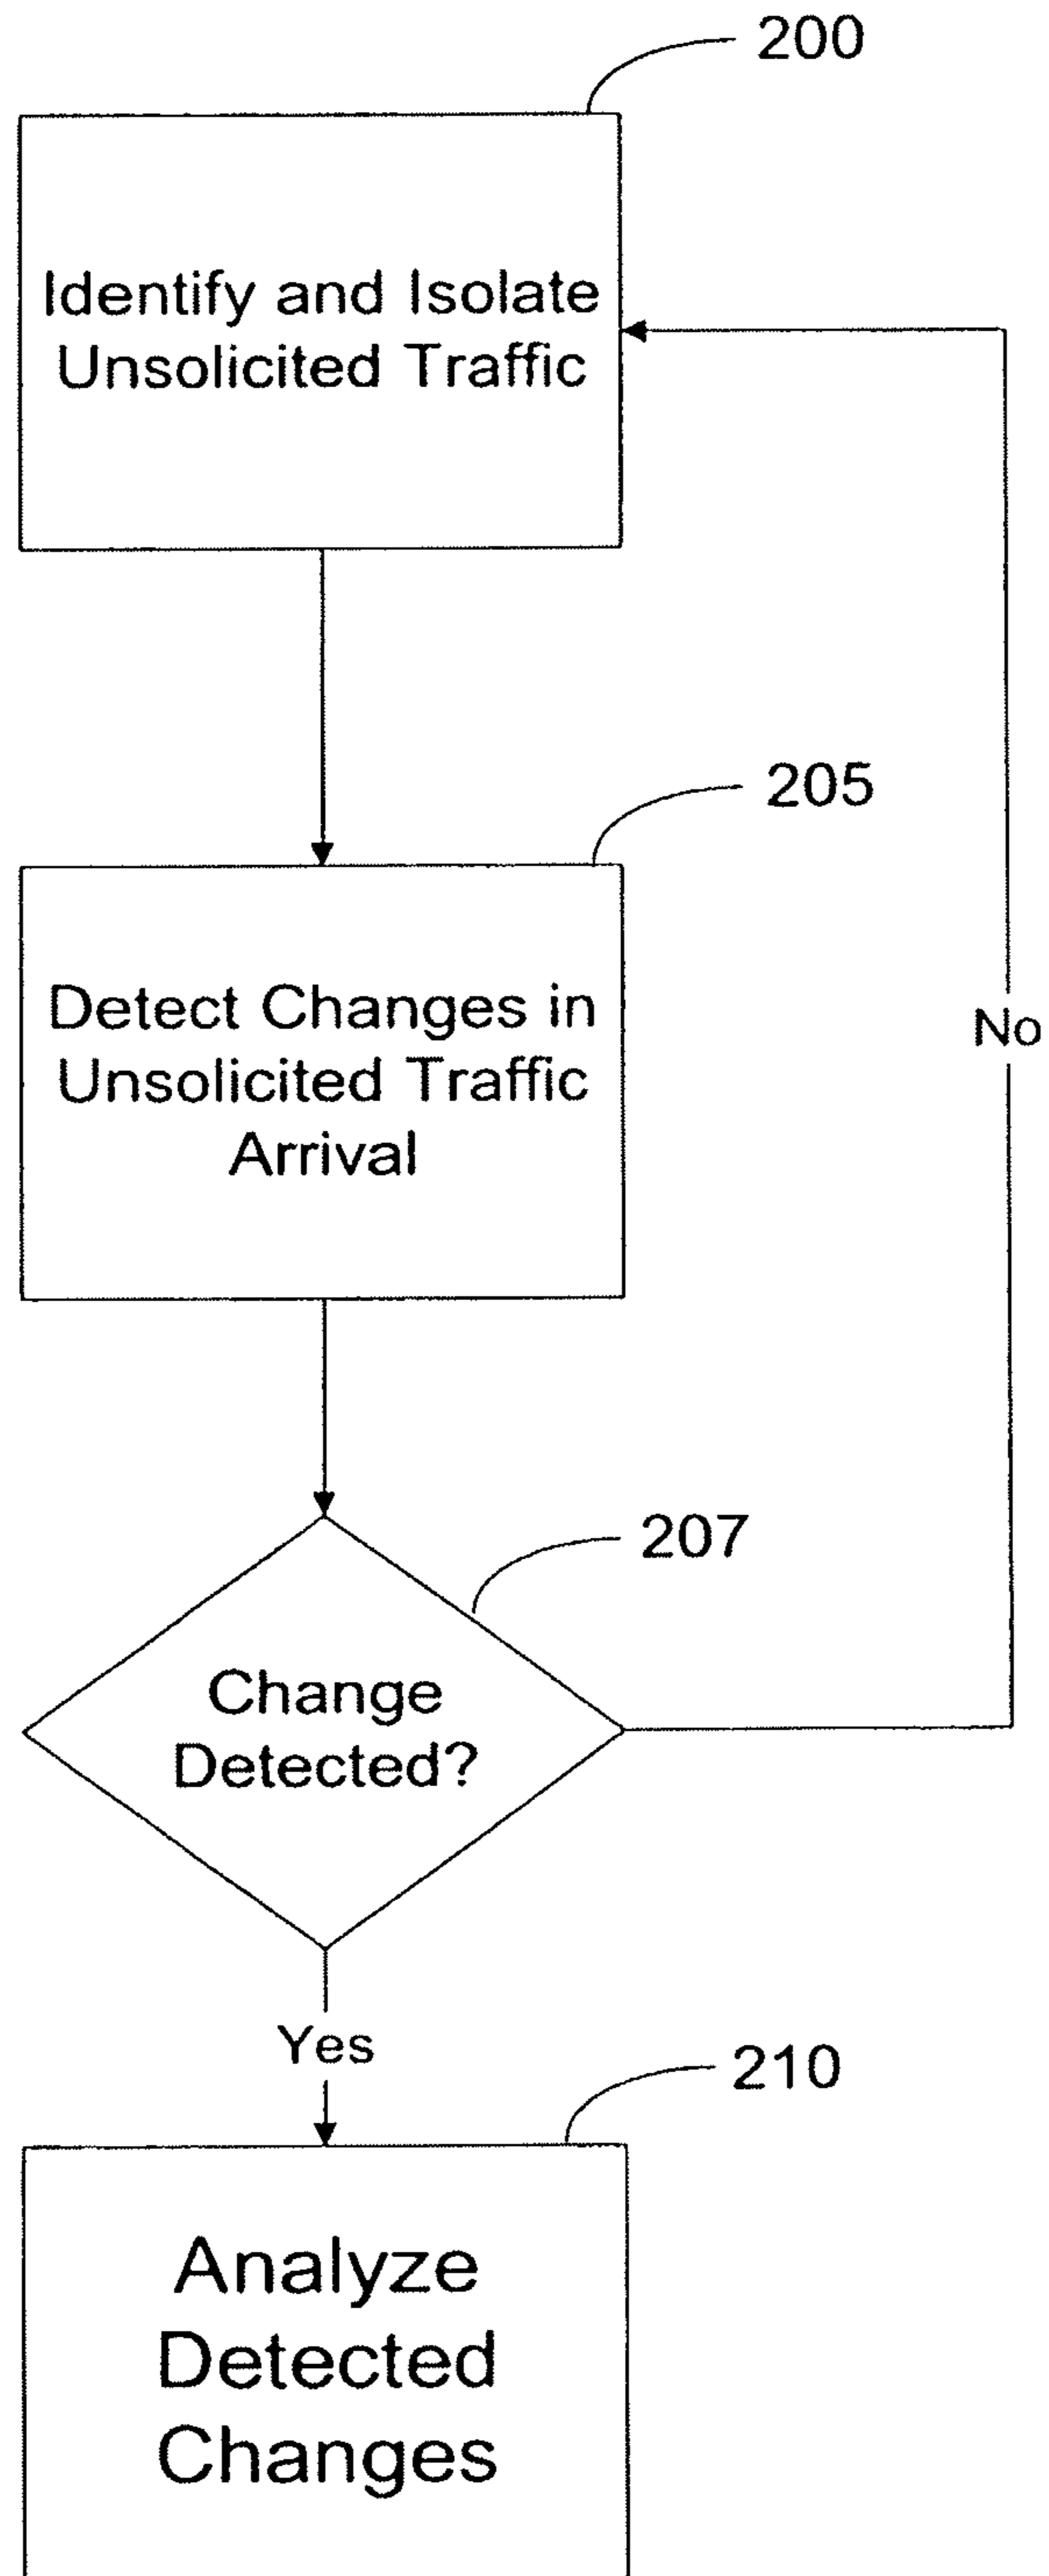 200
Identify and Isolate
Unsolicited Traffic
205
Detect Changes in
Unsolicited Traffic
Arrival
No
207
Change
Detected?
Yes
210
Analyze
Detected
Changes